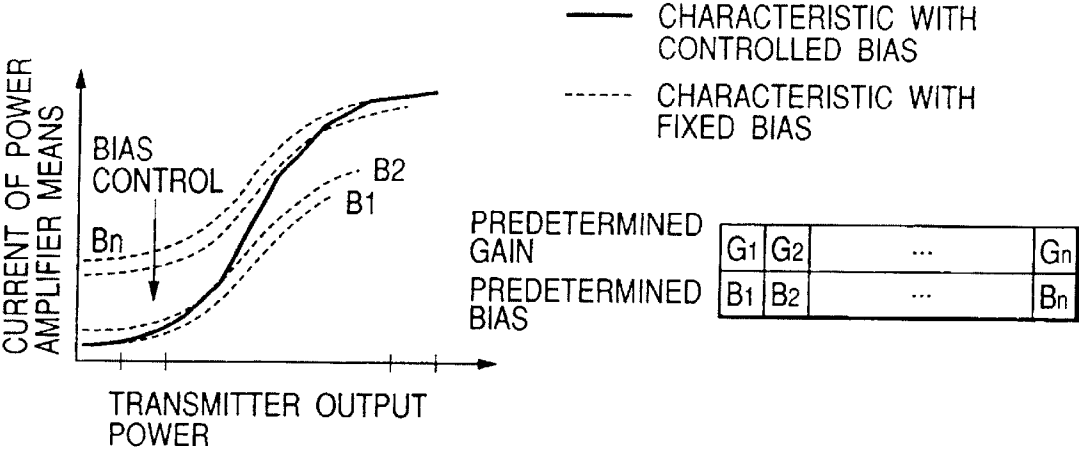 CHARACTERISTIC WITH
CONTROLLED BIAS
CHARACTERISTIC WITH
FIXED BIAS
CURRENT OF POWER
AMPLIFIER MEANS
BIAS
CONTROL
Bn
B2
B1
TRANSMITTER OUTPUT
POWER
PREDETERMINED
GAIN
G1 G2 ... Gn
PREDETERMINED
BIAS
B1 B2 ... Bn